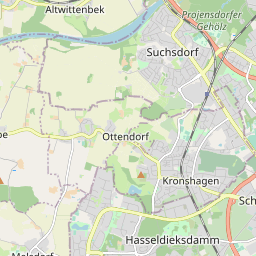 Altwittenbek
Projensdorfer
Gehölz
Suchsdorf
Ottendorf
Kronshagen
Hasseldieksdamm